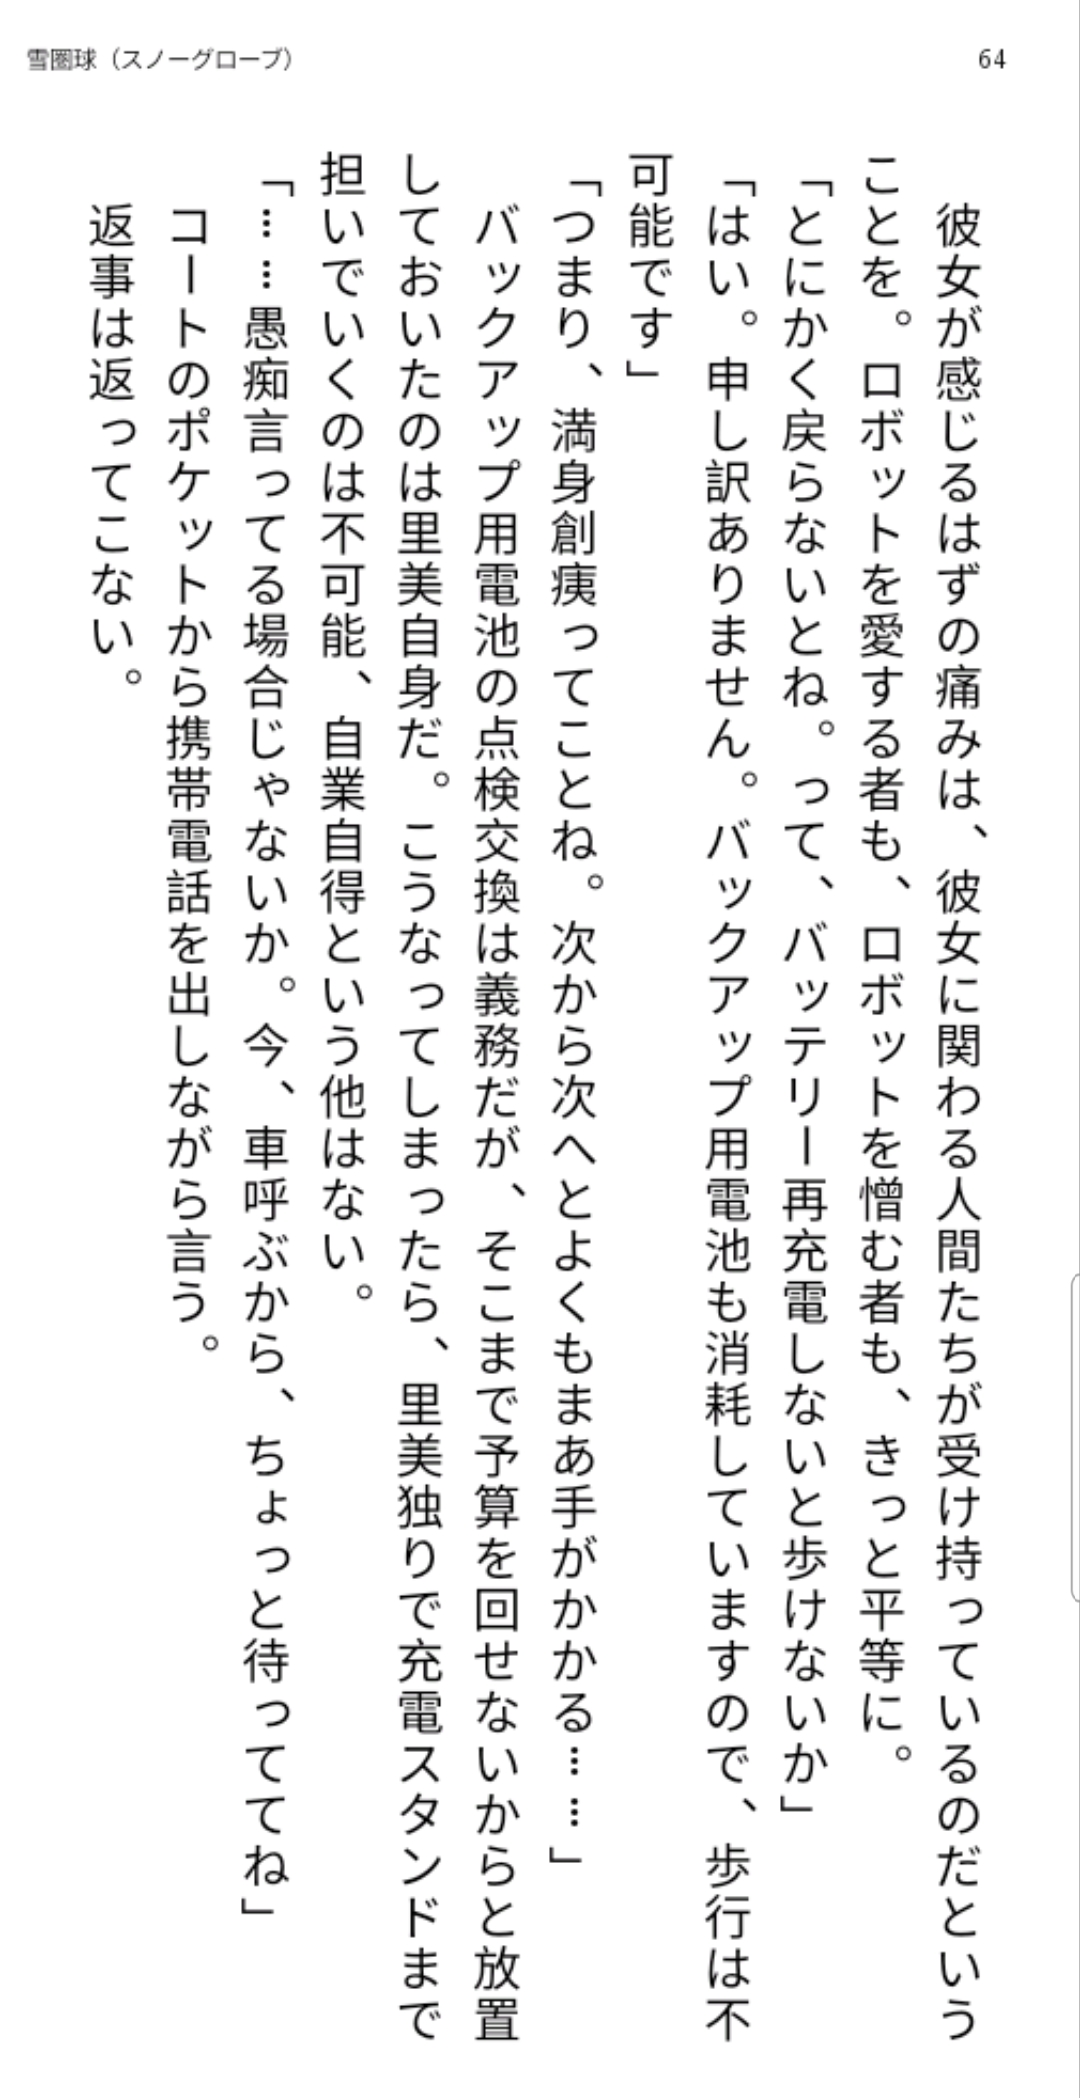 雪圏球（スノーグローブ）
64
彼女が感じるはずの痛みは、彼女に関わる人間たちが受け持っているのだという
ことを。ロボットを愛する者も、ロボットを憎む者も、きっと平等に。
「とにかく戻らないとね。って、バッテリー再充電しないと歩けないか」
「はい。申し訳ありません。バックアップ用電池も消耗していますので、歩行は不
可能です」
「つまり、満身創痍ってことね。次から次へとよくもまあ手がかかる……」
バックアップ用電池の点検交換は義務だが、そこまで予算を回せないからと放置
しておいたのは里美自身だ。こうなってしまったら、里美独りで充電スタンドまで
担いでいくのは不可能、自業自得という他はない。
「……愚痴言ってる場合じゃないか。今、車呼ぶから、ちょっと待っててね」
コートのポケットから携帯電話を出しながら言う。
返事は返ってこない。